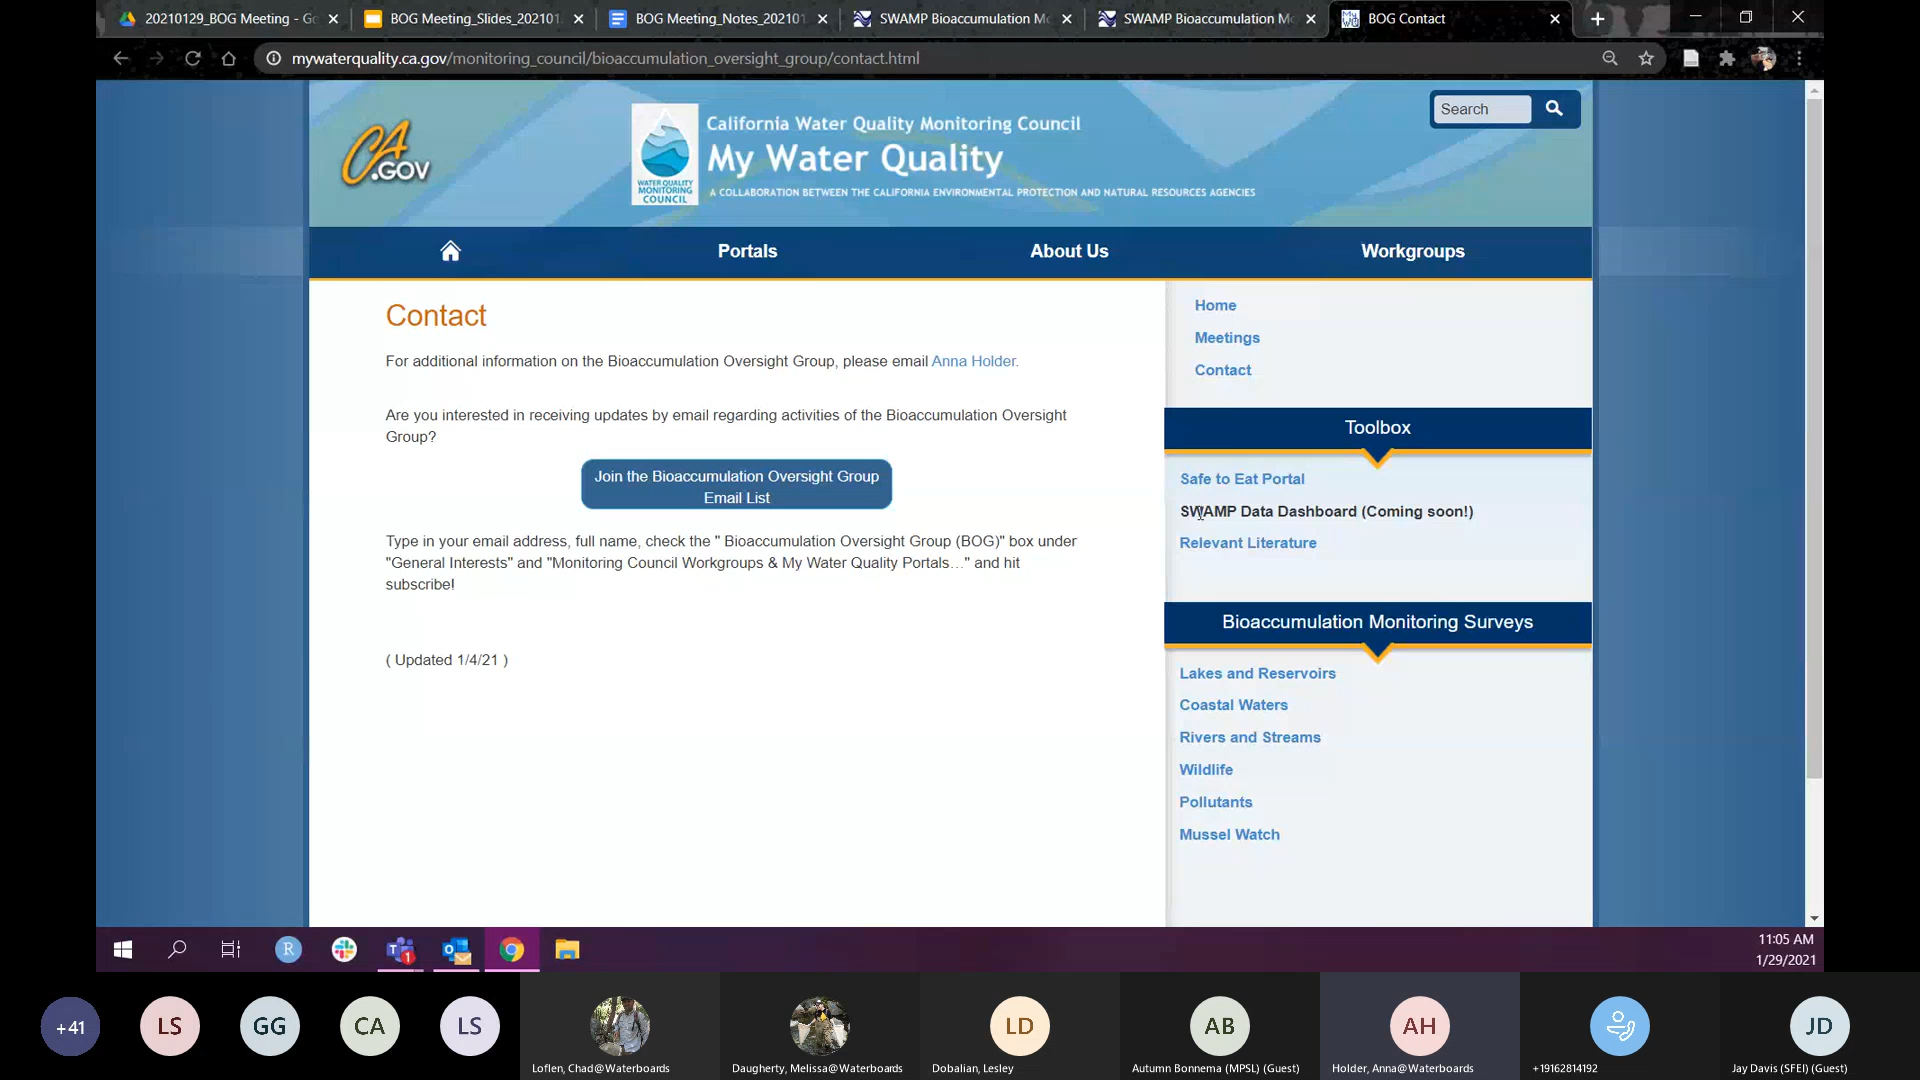 20210129_BOG Meeting - Go
BOG Meeting_Slides_202101
BOG Meeting_Notes_202101
SWAMP Bioaccumulation Mo
SWAMP Bioaccumulation Mo
BOG Contact
mywaterquality.ca.gov/monitoring_council/bioaccumulation_oversight_group/contact.html
CA.GOV
WATER QUALITY
MONITORING
COUNCIL
California Water Quality Monitoring Council
My Water Quality
A COLLABORATION BETWEEN THE CALIFORNIA ENVIRONMENTAL PROTECTION AND NATURAL RESOURCES AGENCIES
Search
Portals
About Us
Workgroups
Contact
For additional information on the Bioaccumulation Oversight Group, please email Anna Holder.
Are you interested in receiving updates by email regarding activities of the Bioaccumulation Oversight
Group?
Join the Bioaccumulation Oversight Group
Email List
Type in your email address, full name, check the " Bioaccumulation Oversight Group (BOG)" box under
"General Interests" and "Monitoring Council Workgroups & My Water Quality Portals…" and hit
subscribe!
( Updated 1/4/21 )
Home
Meetings
Contact
Toolbox
Safe to Eat Portal
SWAMP Data Dashboard (Coming soon!)
Relevant Literature
Bioaccumulation Monitoring Surveys
Lakes and Reservoirs
Coastal Waters
Rivers and Streams
Wildlife
Pollutants
Mussel Watch
R
1
11:05 AM
1/29/2021
+41
LS
GG
CA
LS
LD
AB
AH
JD
Loflen, Chad@Waterboards
Daugherty, Melissa@Waterboards
Dobalian, Lesley
Autumn Bonnema (MPSL) (Guest)
Holder, Anna@Waterboards
+19162814192
Jay Davis (SFEI) (Guest)